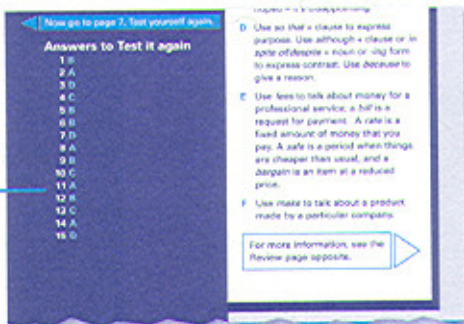 Now go to page 7. Test yourself again.
Answers to Test it again
1 B
2 A
3 D
4 C
5 B
6 B
7 D
8 A
9 B
10 C
11 A
12 B
13 C
14 A
15 D
D Use so that + clause to express
purpose. Use although + clause or in
spite of/despite + noun or -ing form
to express contrast. Use because to
give a reason.
E Use fees to talk about money for a
professional service; a bill is a
request for payment. A rate is a
fixed amount of money that you
pay. A sale is a period when things
are cheaper than usual, and a
bargain is an item at a reduced
price.
F Use make to talk about a product
made by a particular company.
For more information, see the
Review page opposite.